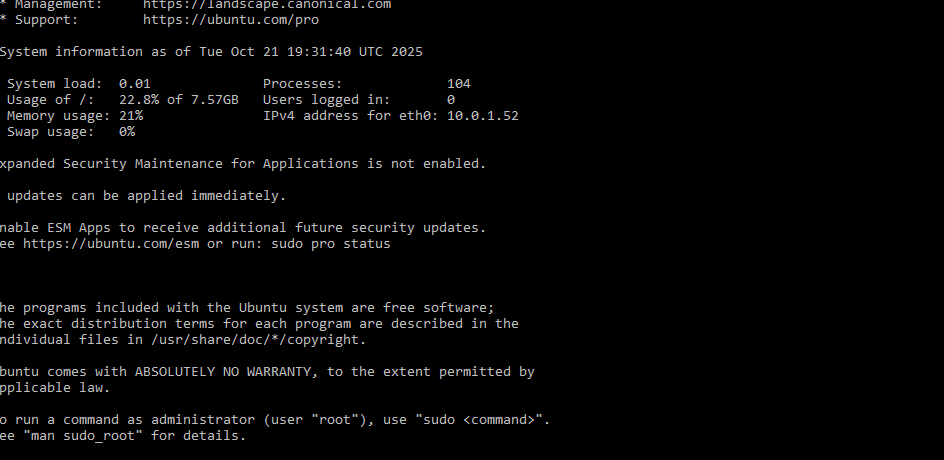 * Management:     https://landscape.canonical.com
* Support:        https://ubuntu.com/pro
System information as of Tue Oct 21 19:31:40 UTC 2025
System load:  0.01              Processes:             104
Usage of /:   22.8% of 7.57GB   Users logged in:       0
Memory usage: 21%               IPv4 address for eth0: 10.0.1.52
Swap usage:   0%
xpanded Security Maintenance for Applications is not enabled.
updates can be applied immediately.
nable ESM Apps to receive additional future security updates.
ee https://ubuntu.com/esm or run: sudo pro status
he programs included with the Ubuntu system are free software;
he exact distribution terms for each program are described in the
ndividual files in /usr/share/doc/*/copyright.
buntu comes with ABSOLUTELY NO WARRANTY, to the extent permitted by
pplicable law.
o run a command as administrator (user "root"), use "sudo <command>".
ee "man sudo_root" for details.